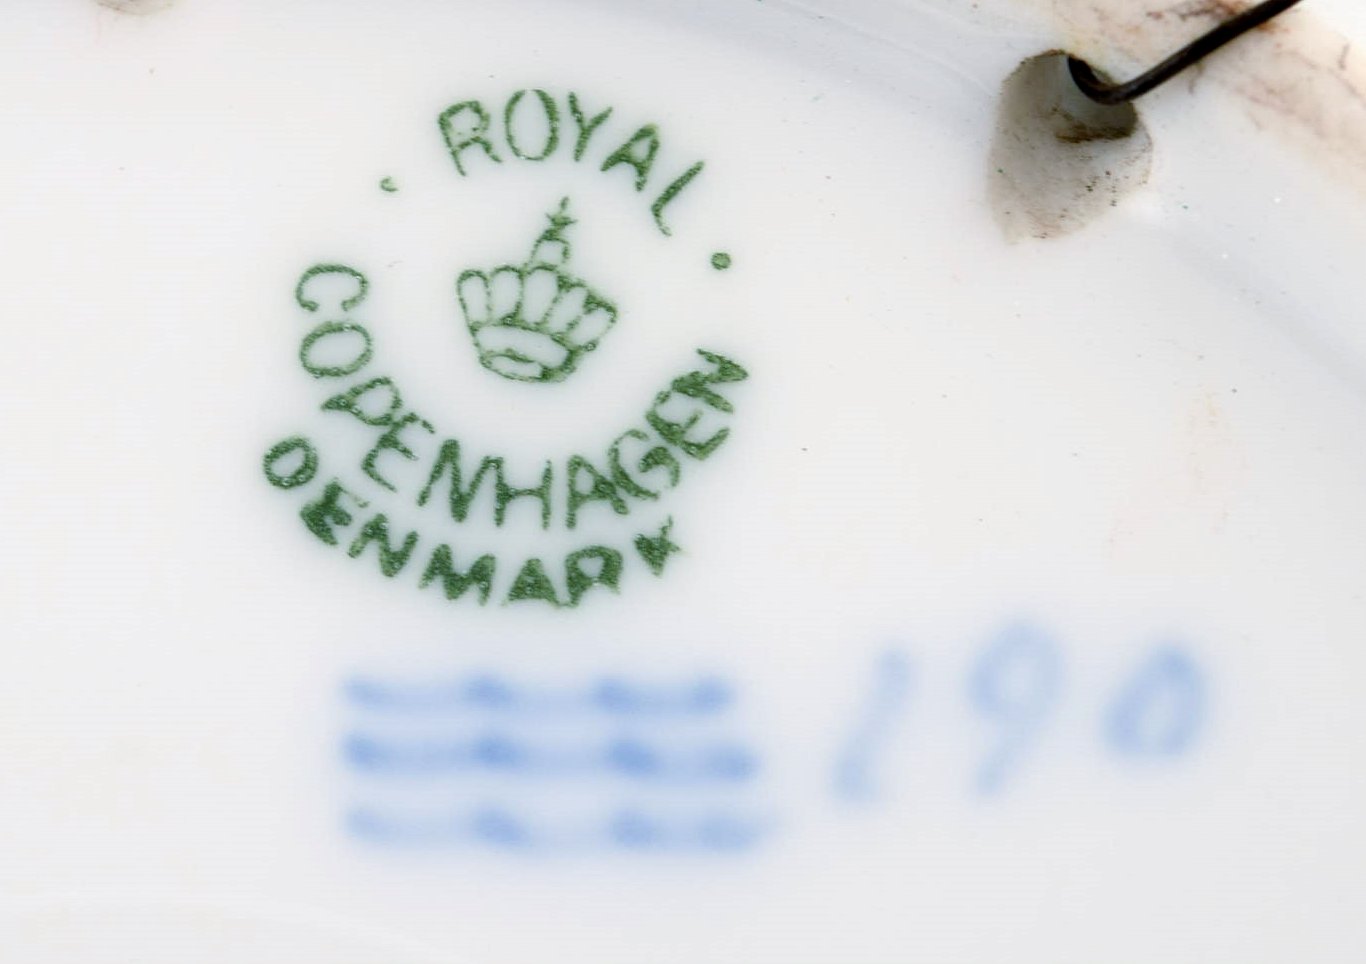 ROYAL
COPENHAGEN
DENMARK
190